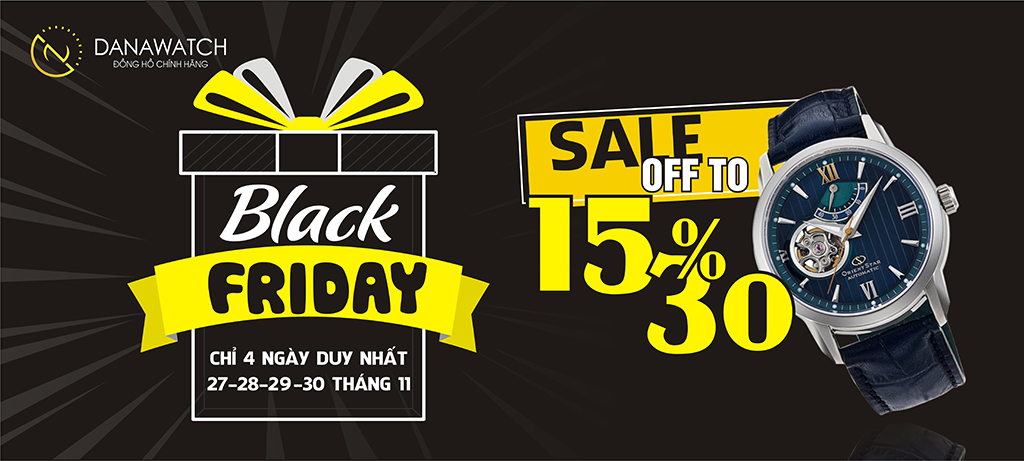 DANAWATCH
ĐỒNG HỒ CHÍNH HÃNG
Black
FRIDAY
CHỈ 4 NGÀY DUY NHẤT
27-28-29-30 THÁNG 11
SALE
OFF TO
15%
30
XII
ORIENT STAR
AUTOMATIC